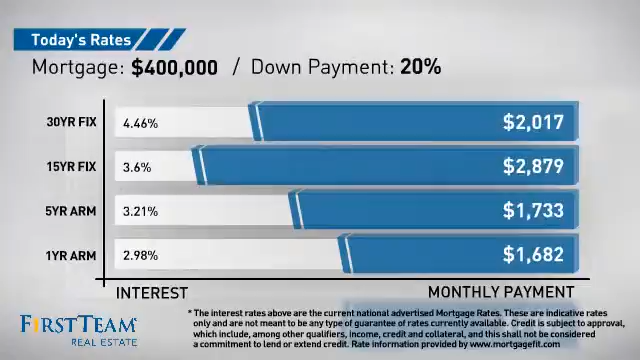 Today's Rates
Mortgage: $400,000 / Down Payment: 20%
30YR FIX 4.46% $2,017
15YR FIX 3.6% $2,879
5YR ARM 3.21% $1,733
1YR ARM 2.98% $1,682
INTEREST MONTHLY PAYMENT
FIRSTTEAM®
REAL ESTATE
* The interest rates above are the current national advertised Mortgage Rates. These are indicative rates
only and are not meant to be any type of guarantee of rates currently available. Credit is subject to approval,
which include, among other qualifiers, income, credit and collateral, and this shall not be considered
a commitment to lend or extend credit. Rate information provided by www.mortgagefit.com